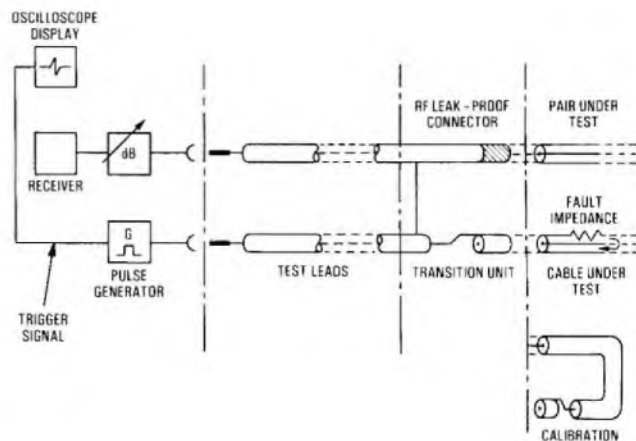 OSCILLOSCOPE
DISPLAY
RF LEAK - PROOF
CONNECTOR
PAIR UNDER
TEST
dB
RECEIVER
FAULT
IMPEDANCE
G
PULSE
GENERATOR
TEST LEADS
TRANSITION UNIT
CABLE UNDER
TEST
TRIGGER
SIGNAL
CALIBRATION